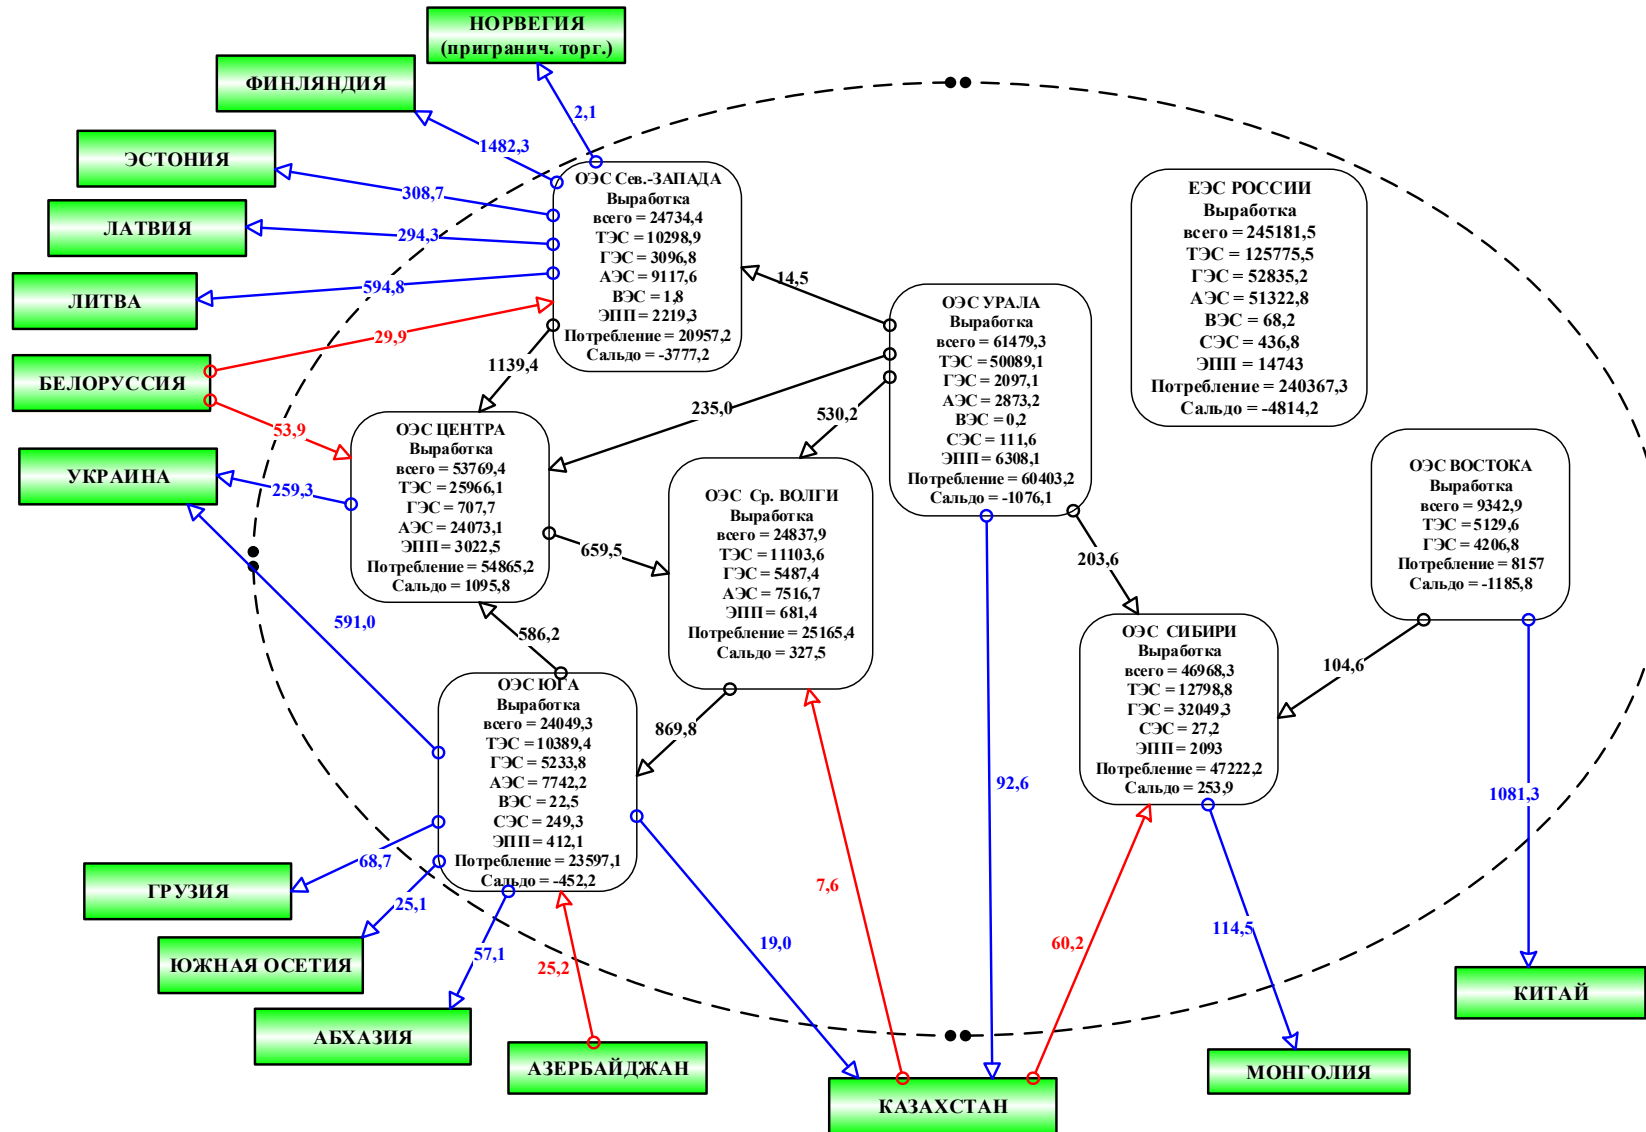 НОРВЕГИЯ
(пригранич. торг.)
ФИНЛЯНДИЯ
ЭСТОНИЯ
ЛАТВИЯ
ЛИТВА
БЕЛОРУССИЯ
УКРАИНА
ГРУЗИЯ
ЮЖНАЯ ОСЕТИЯ
АБХАЗИЯ
АЗЕРБАЙДЖАН
КАЗАХСТАН
МОНГОЛИЯ
КИТАЙ
2,1
1482,3
308,7
294,3
594,8
29,9
53,9
259,3
591,0
68,7
25,1
57,1
25,2
19,0
7,6
92,6
60,2
114,5
1081,3
14,5
1139,4
235,0
530,2
659,5
586,2
869,8
203,6
104,6
ОЭС Сев.-ЗАПАДА
Выработка
всего = 24734,4
ТЭС = 10298,9
ГЭС = 3096,8
АЭС = 9117,6
ВЭС = 1,8
ЭПП = 2219,3
Потребление = 20957,2
Сальдо = -3777,2
ОЭС ЦЕНТРА
Выработка
всего = 53769,4
ТЭС = 25966,1
ГЭС = 707,7
АЭС = 24073,1
ЭПП = 3022,5
Потребление = 54865,2
Сальдо = 1095,8
ОЭС Ср. ВОЛГИ
Выработка
всего = 24837,9
ТЭС = 11103,6
ГЭС = 5487,4
АЭС = 7516,7
ЭПП = 681,4
Потребление = 25165,4
Сальдо = 327,5
ОЭС ЮГА
Выработка
всего = 24049,3
ТЭС = 10389,4
ГЭС = 5233,8
АЭС = 7742,2
ВЭС = 22,5
СЭС = 249,3
ЭПП = 412,1
Потребление = 23597,1
Сальдо = -452,2
ОЭС УРАЛА
Выработка
всего = 61479,3
ТЭС = 50089,1
ГЭС = 2097,1
АЭС = 2873,2
ВЭС = 0,2
СЭС = 111,6
ЭПП = 6308,1
Потребление = 60403,2
Сальдо = -1076,1
ЕЭС РОССИИ
Выработка
всего = 245181,5
ТЭС = 125775,5
ГЭС = 52835,2
АЭС = 51322,8
ВЭС = 68,2
СЭС = 436,8
ЭПП = 14743
Потребление = 240367,3
Сальдо = -4814,2
ОЭС ВОСТОКА
Выработка
всего = 9342,9
ТЭС = 5129,6
ГЭС = 4206,8
Потребление = 8157
Сальдо = -1185,8
ОЭС СИБИРИ
Выработка
всего = 46968,3
ТЭС = 12798,8
ГЭС = 32049,3
СЭС = 27,2
ЭПП = 2093
Потребление = 47222,2
Сальдо = 253,9